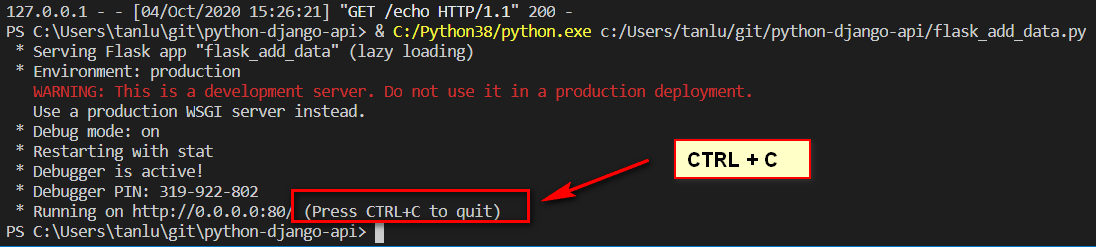 127.0.0.1 - - [04/Oct/2020 15:26:21] "GET /echo HTTP/1.1" 200 -
PS C:\Users\tanlu\git\python-django-api> & C:/Python38/python.exe c:/Users/tanlu/git/python-django-api/flask_add_data.py
* Serving Flask app "flask_add_data" (lazy loading)
* Environment: production
WARNING: This is a development server. Do not use it in a production deployment.
Use a production WSGI server instead.
* Debug mode: on
* Restarting with stat
CTRL + C
* Debugger is active!
* Debugger PIN: 319-922-802
* Running on http://0.0.0.0:80/ (Press CTRL+C to quit)
PS C:\Users\tanlu\git\python-django-api>